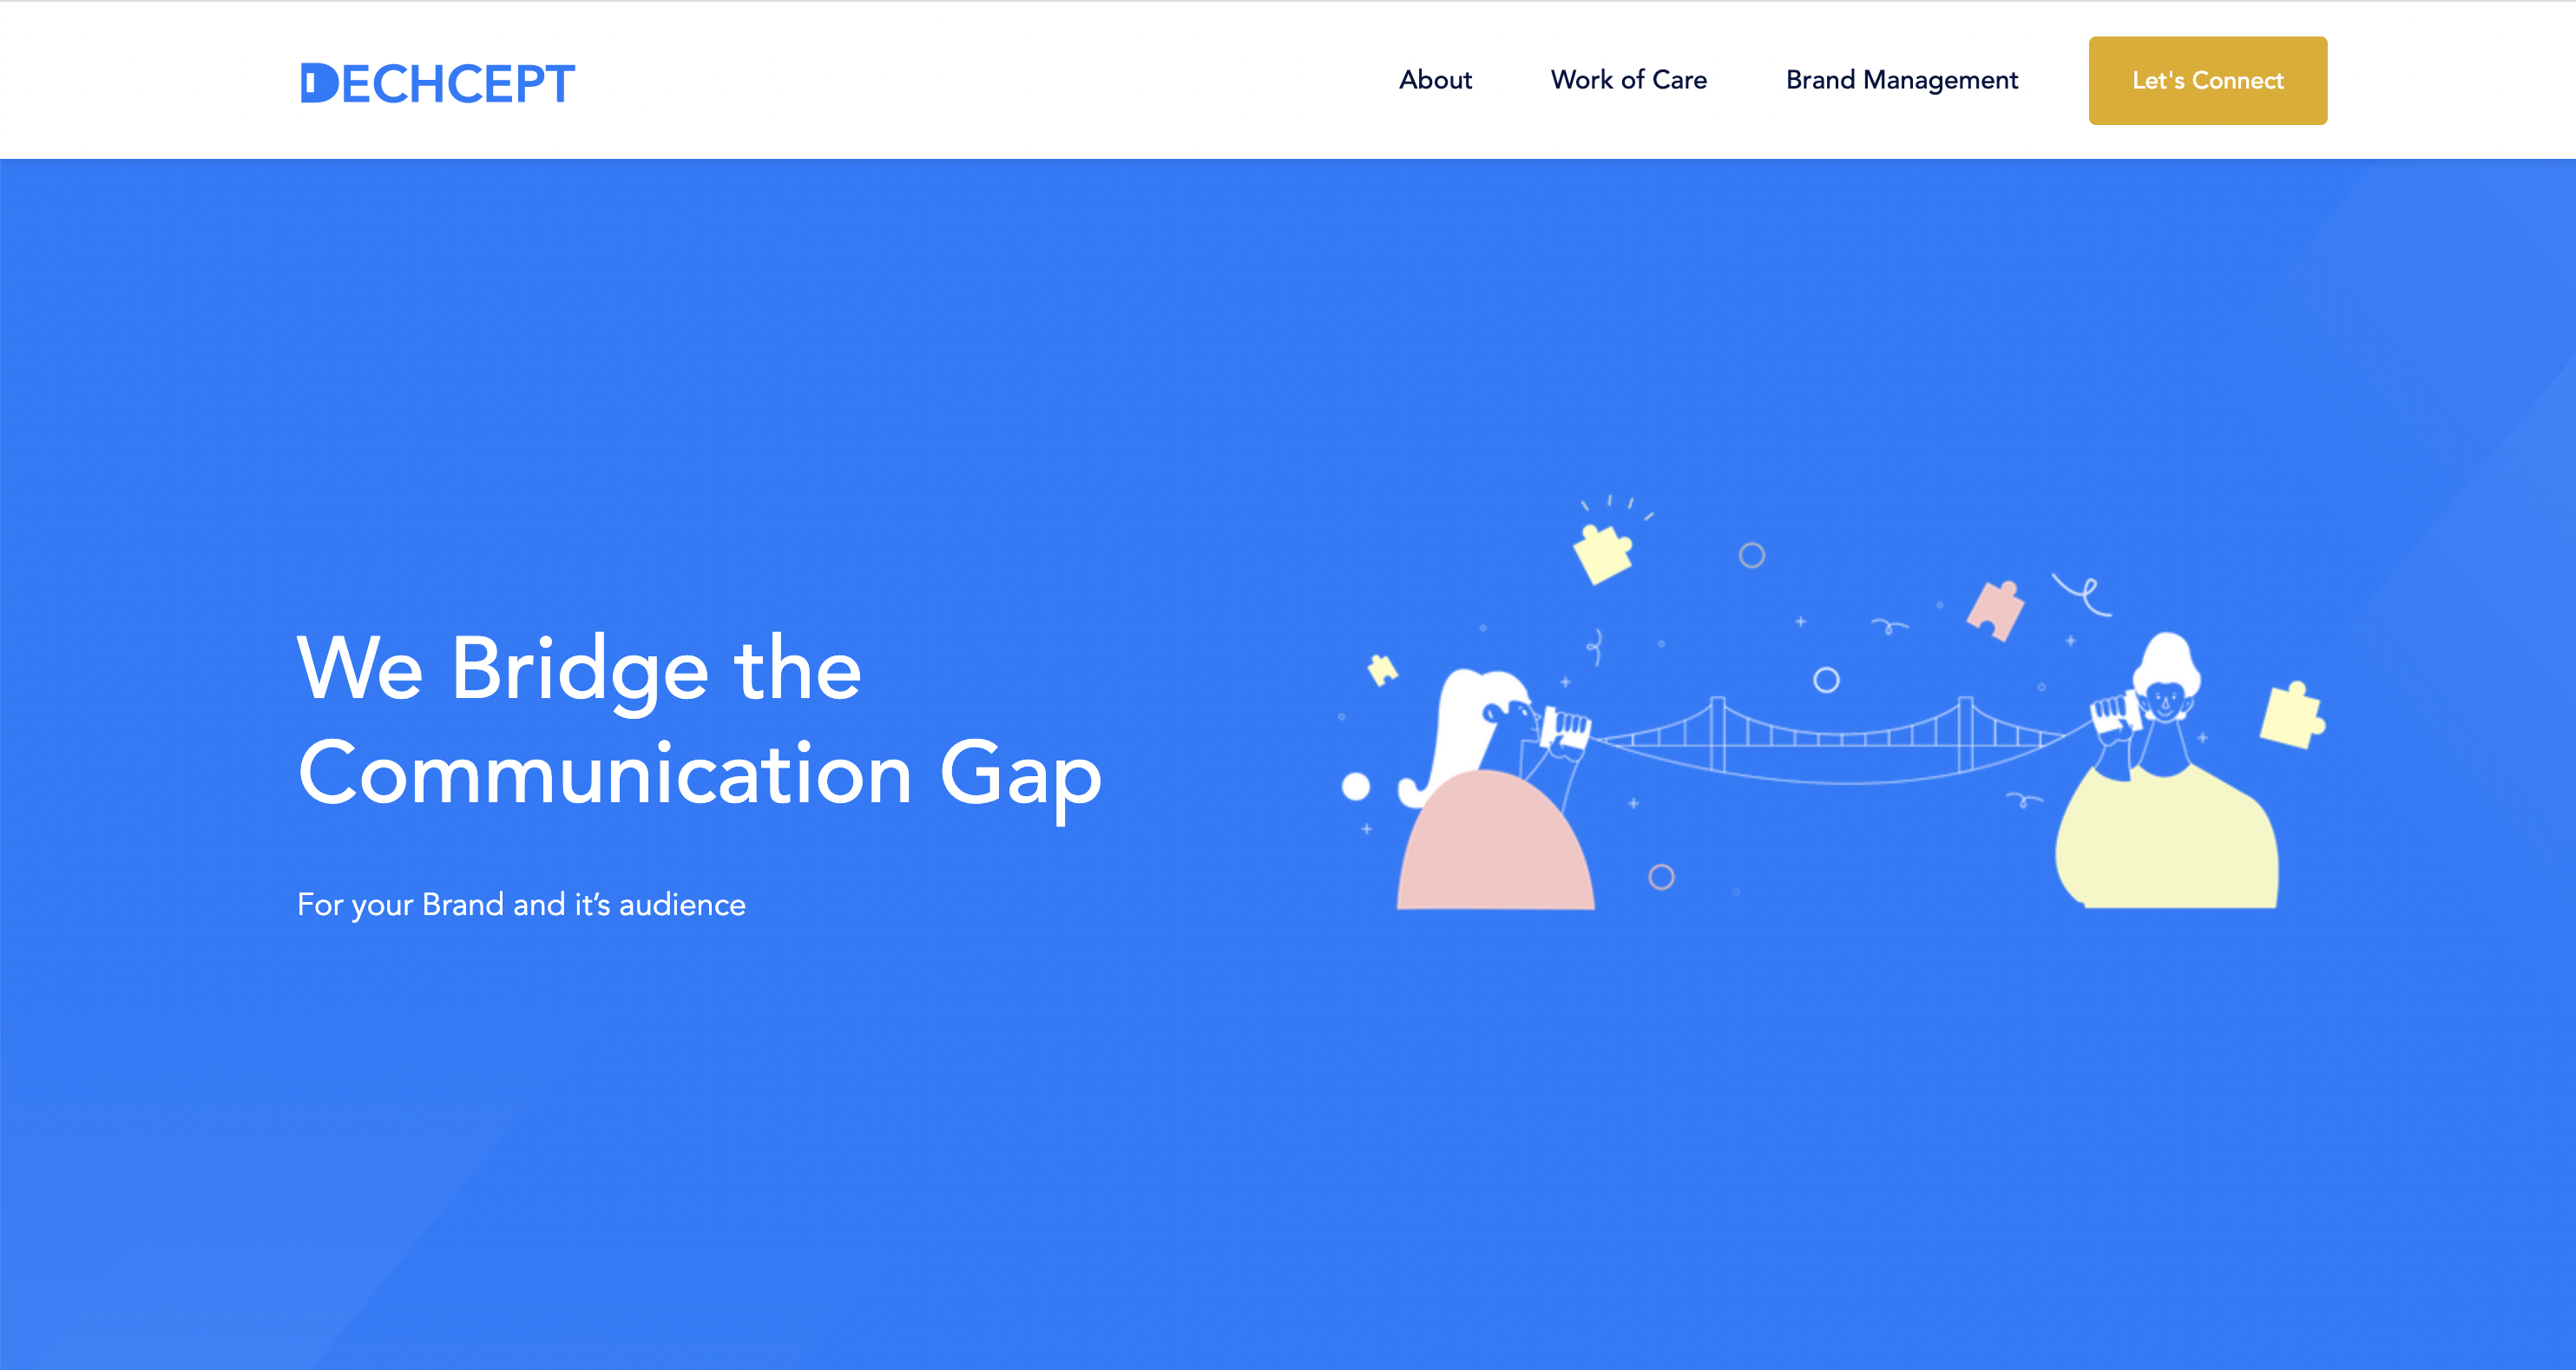 DECHCEPT
About
Work of Care
Brand Management
Let's Connect
We Bridge the
Communication Gap
For your Brand and it’s audience